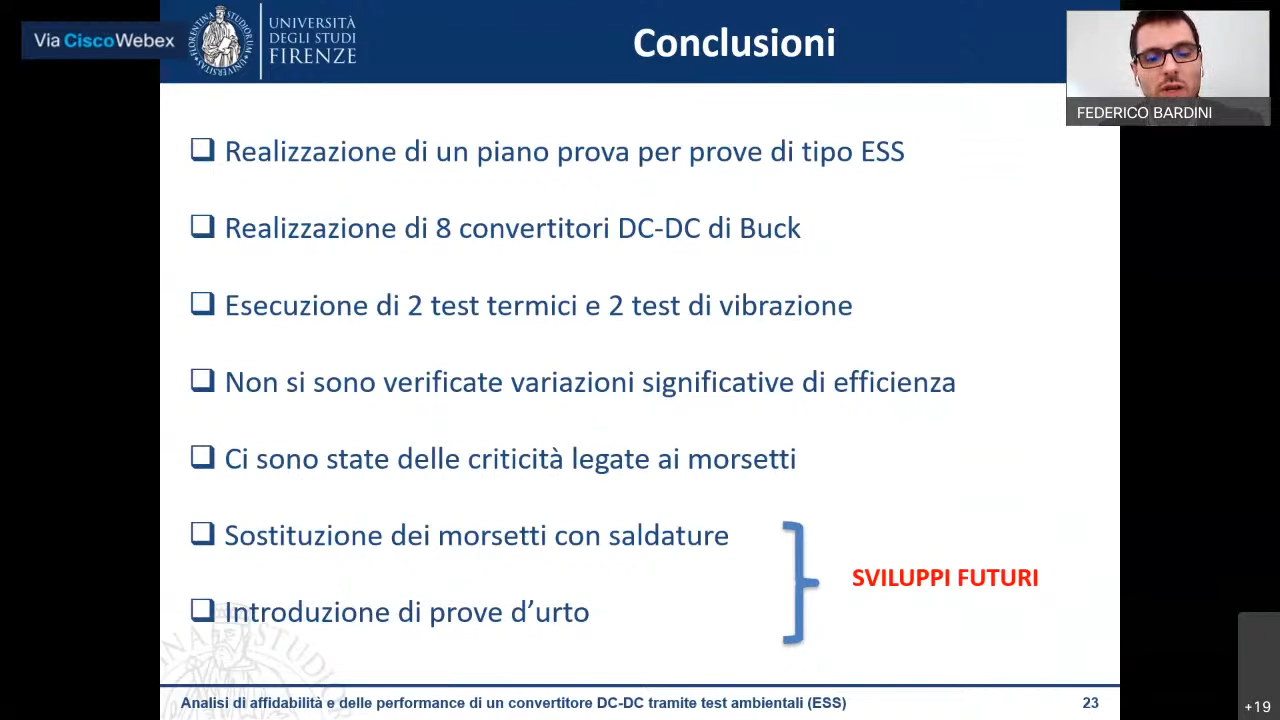 Via CiscoWebex
UNIVERSITÀ
DEGLI STUDI
FIRENZE
Conclusioni
FEDERICO BARDINI
Realizzazione di un piano prova per prove di tipo ESS
Realizzazione di 8 convertitori DC-DC di Buck
Esecuzione di 2 test termici e 2 test di vibrazione
Non si sono verificate variazioni significative di efficienza
Ci sono state delle criticità legate ai morsetti
Sostituzione dei morsetti con saldature
SVILUPPI FUTURI
Introduzione di prove d’urto
Analisi di affidabilità e delle performance di un convertitore DC-DC tramite test ambientali (ESS)
23
+19